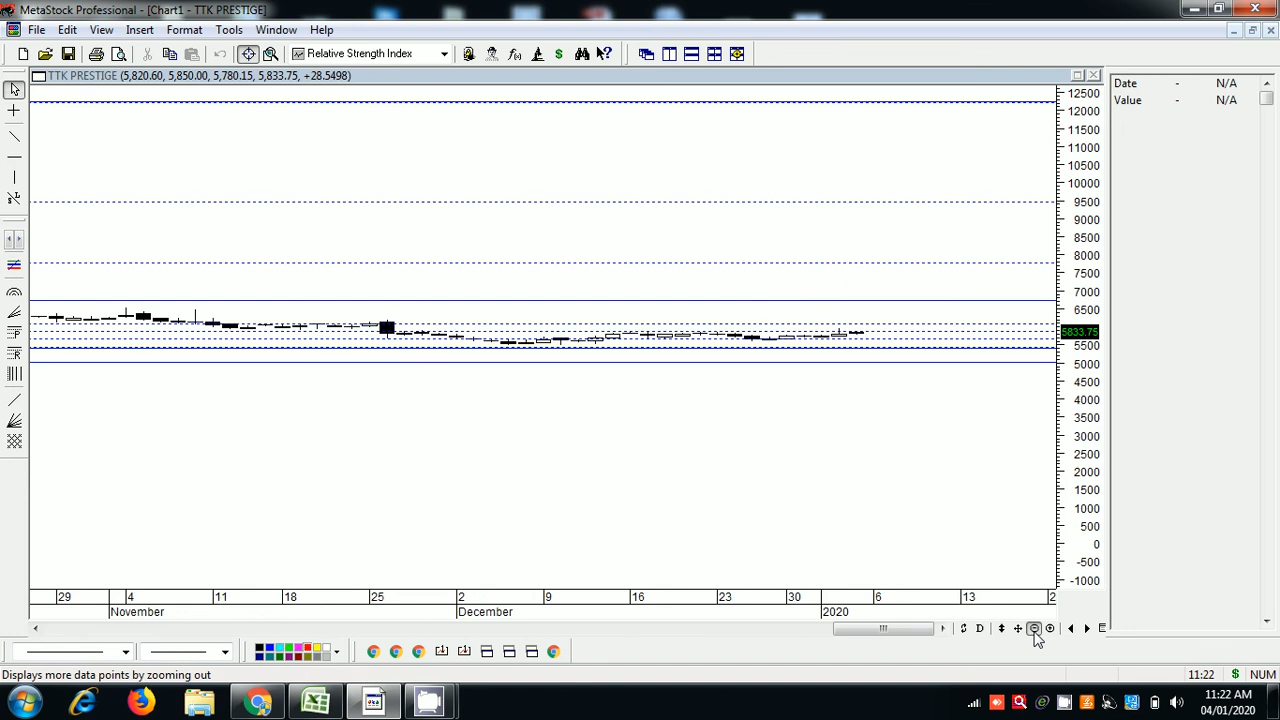 MetaStock Professional - [Chart1 - TTK PRESTIGE]
File Edit View Insert Format Tools Window Help
Relative Strength Index
TTK PRESTIGE (5,820.60, 5,850.00, 5,780.15, 5,833.75, +28.5498)
Date - N/A
Value - N/A
12500
12000
11500
11000
10500
10000
9500
9000
8500
8000
7500
7000
6500
6000
5833.75
5500
5000
4500
4000
3500
3000
2500
2000
1500
1000
500
0
-500
-1000
29 4 11 18 25 2 9 16 23 30 6 13 2
November December 2020
D
Displays more data points by zooming out
11:22 $ NUM
11:22 AM
04/01/2020